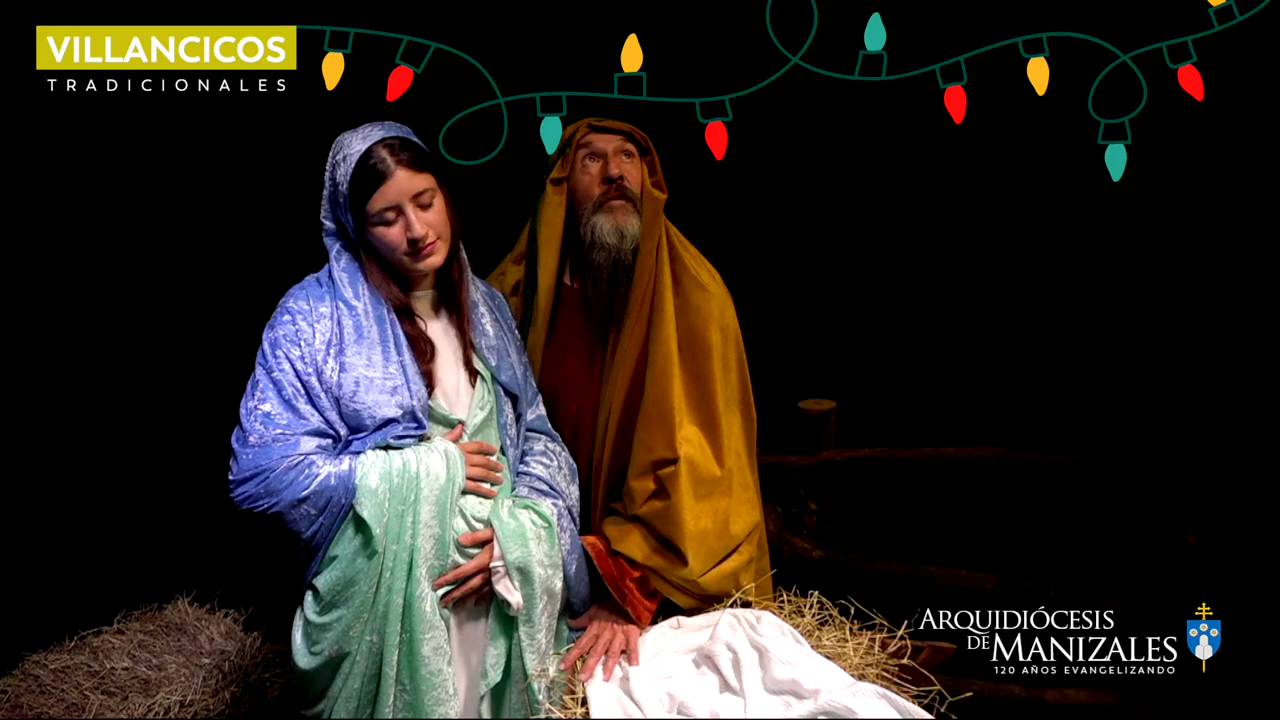 VILLANCICOS
TRADICIONALES
ARQUIDIÓCESIS
DE MANIZALES
120 AÑOS EVANGELIZANDO